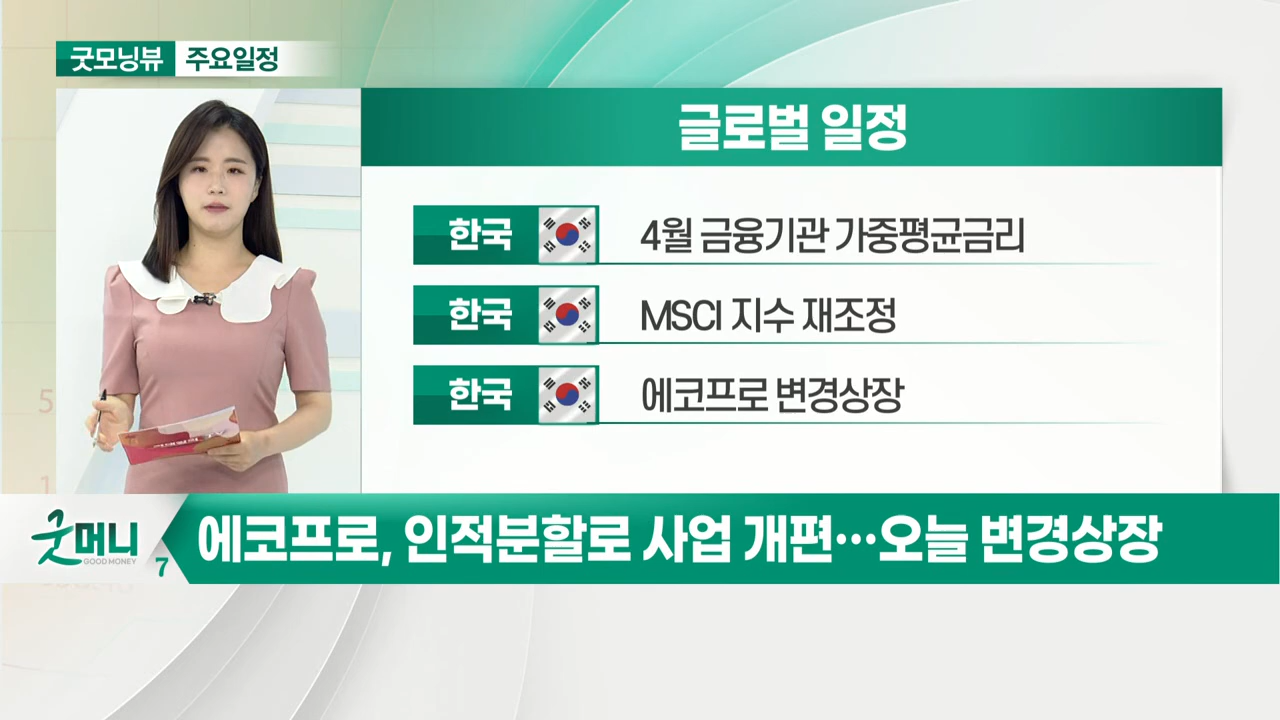 굿모닝뷰 주요일정
글로벌 일정
한국 4월 금융기관 가중평균금리
한국 MSCI 지수 재조정
한국 에코프로 변경상장
5
1
굿머니
GOOD MONEY
7
에코프로, 인적분할로 사업 개편…오늘 변경상장